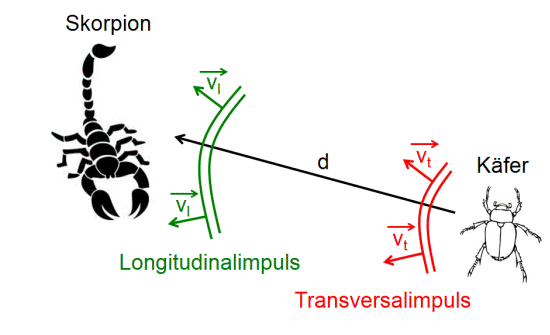 Skorpion
v_l
v_t
d
Käfer
v_l
v_t
Longitudinalimpuls
Transversalimpuls